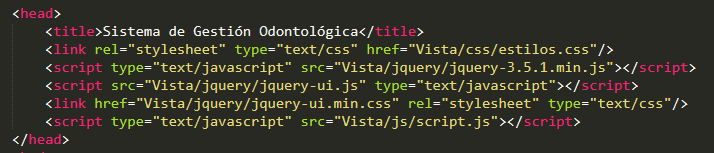 <head>
<title>Sistema de Gestión Odontológica</title>
<link rel="stylesheet" type="text/css" href="Vista/css/estilos.css"/>
<script type="text/javascript" src="Vista/jquery/jquery-3.5.1.min.js"></script>
<script src="Vista/jquery/jquery-ui.js" type="text/javascript"></script>
<link href="Vista/jquery/jquery-ui.min.css" rel="stylesheet" type="text/css"/>
<script type="text/javascript" src="Vista/js/script.js"></script>
</head>